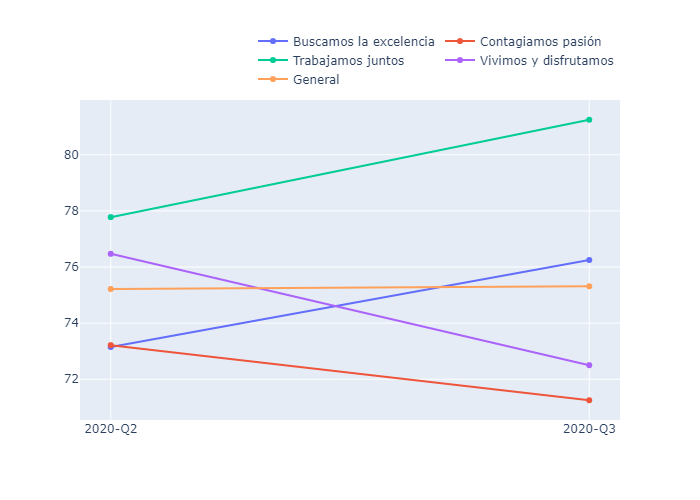 Buscamos la excelencia Contagiamos pasión
Trabajamos juntos Vivimos y disfrutamos
General
80
78
76
74
72
2020-Q2 2020-Q3